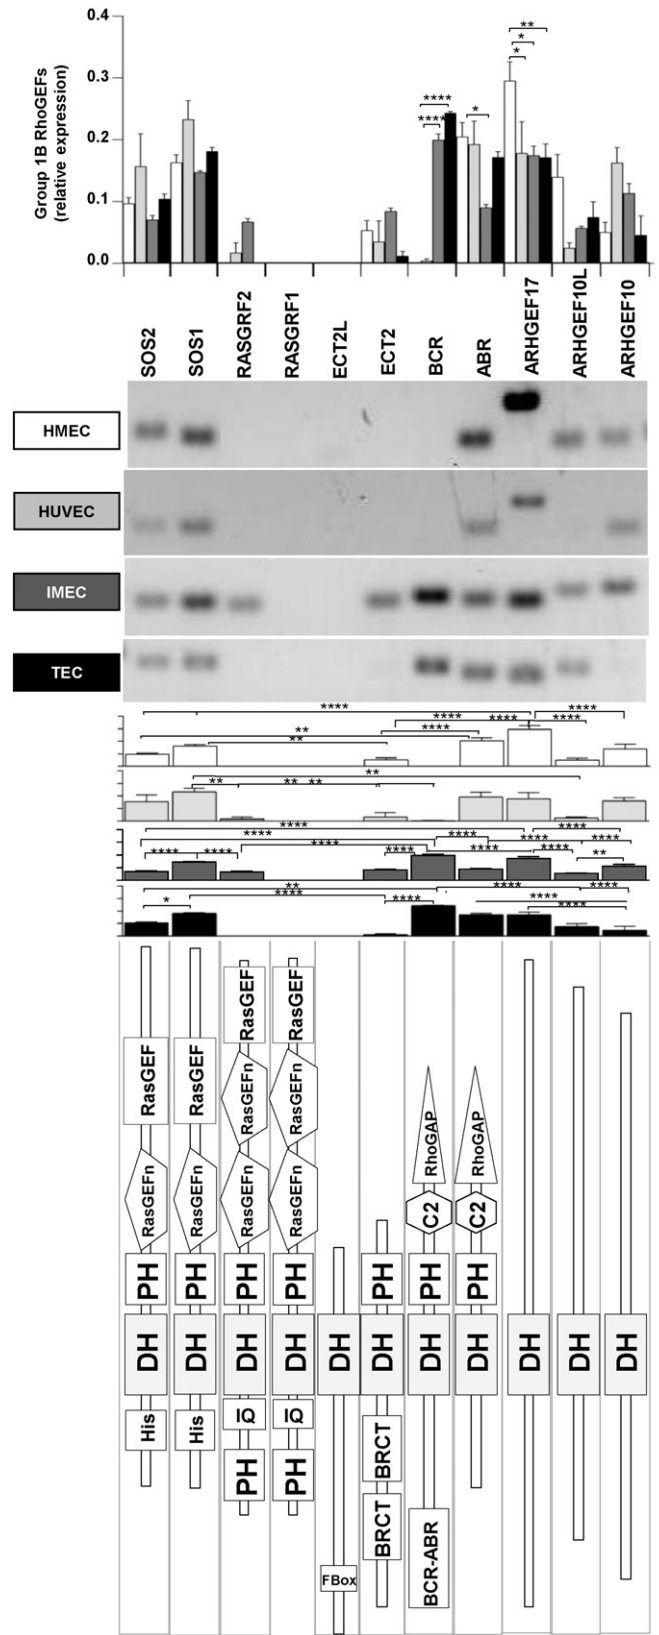 Group 1B RhoGEFs
(relative expression)
0.4
0.3
0.2
0.1
0.0
**
*
*
****
****
*
SOS2
SOS1
RASGRF2
RASGRF1
ECT2L
ECT2
BCR
ABR
ARHGEF17
ARHGEF10L
ARHGEF10
HMEC
HUVEC
IMEC
TEC
**** ****
**** **** ****
** ****
**
**
** ** **
**** ****
**** **** **** ****
**** **** **** **** ****
**
** **** ****
**** **** ****
* ****
RasGEF RasGEF RasGEF RasGEF
RasGEFn RasGEFn RhoGAP RhoGAP
RasGEFn RasGEFn RasGEFn RasGEFn C2 C2
PH PH PH PH PH PH PH
DH DH DH DH DH DH DH DH DH DH DH
His His IQ IQ BRCT
PH PH BRCT BCR-ABR
FBox